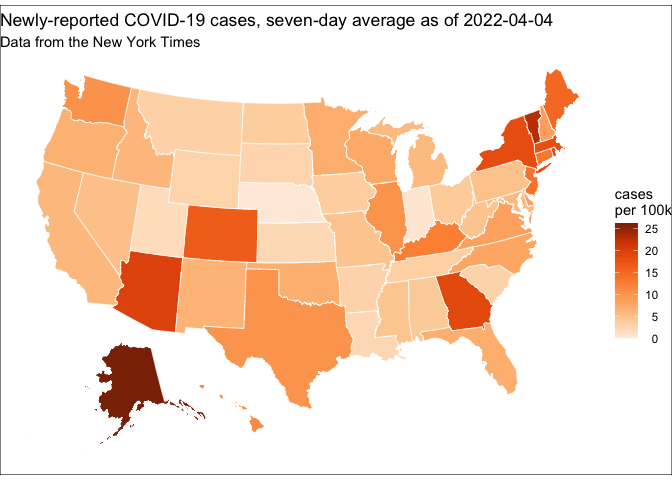 Newly-reported COVID-19 cases, seven-day average as of 2022-04-04
Data from the New York Times
cases
per 100k
25
20
15
10
5
0